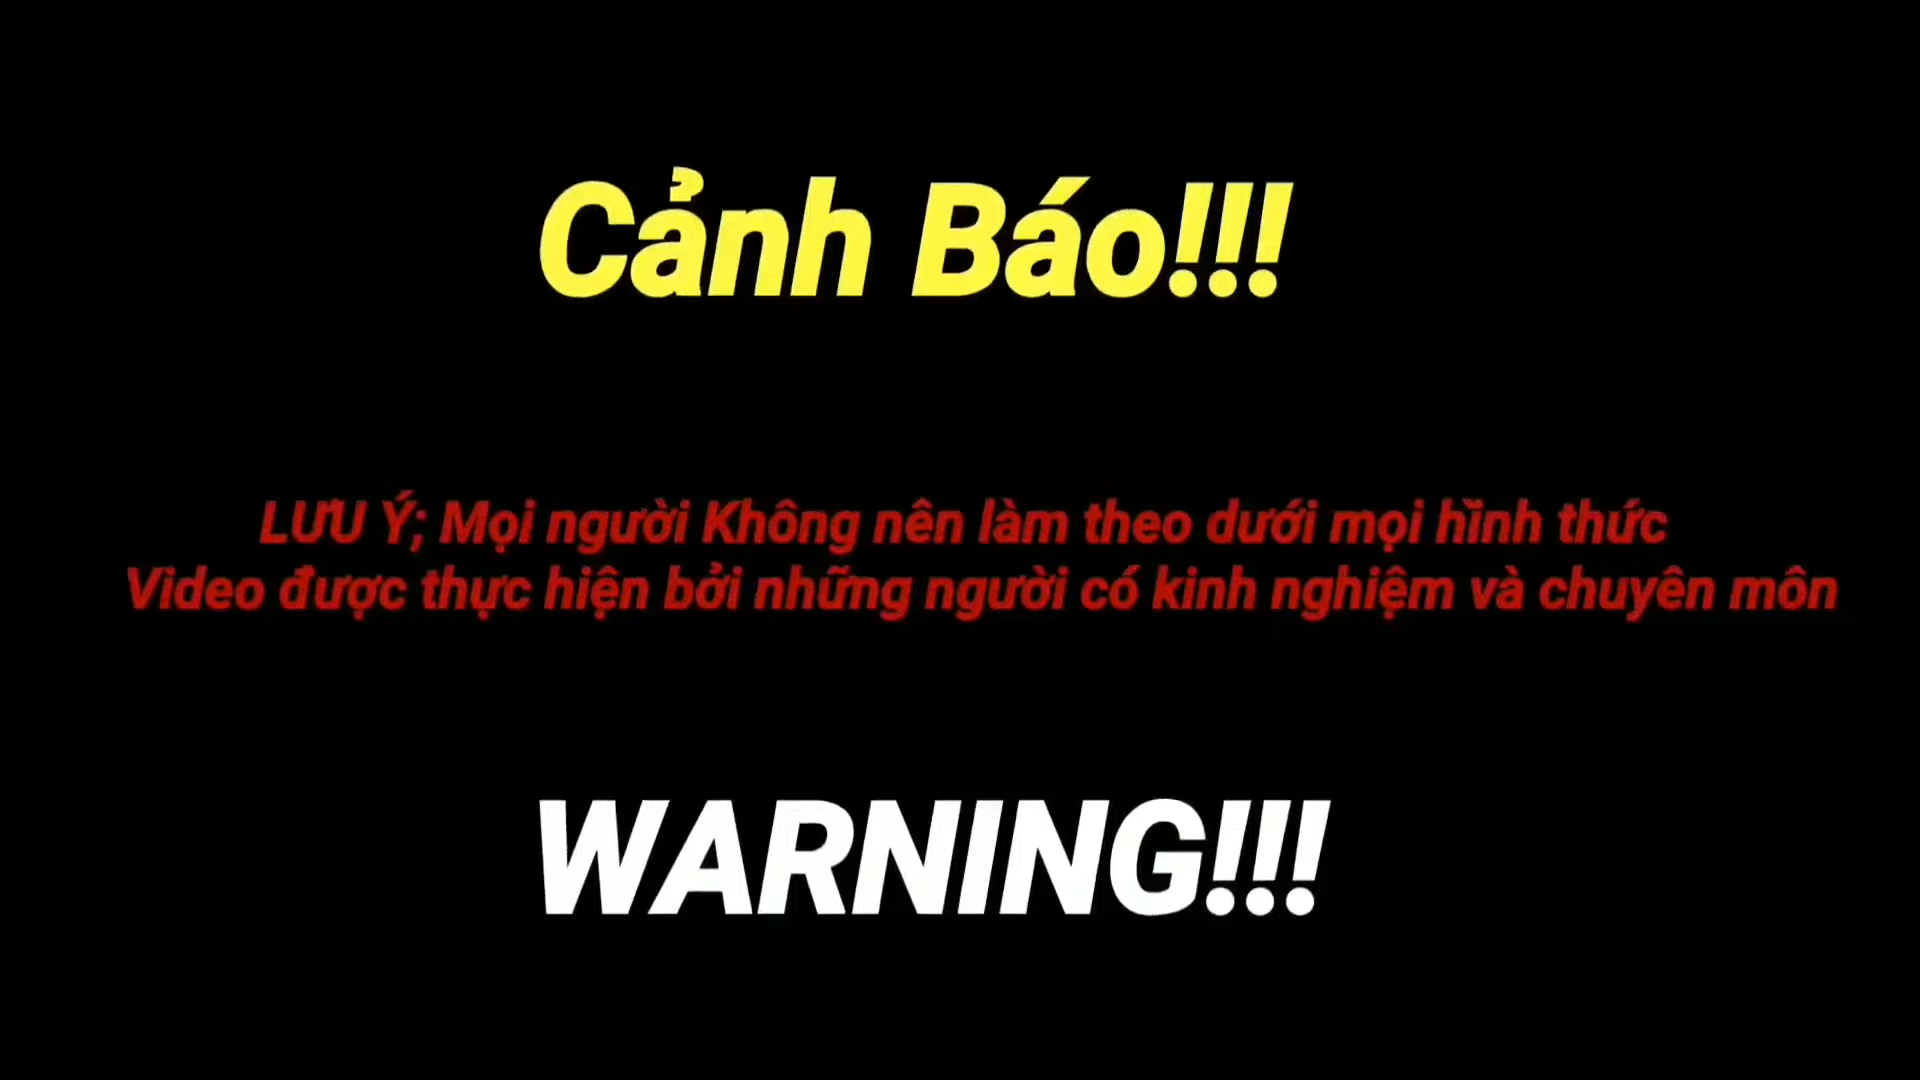 Cảnh Báo!!!
LƯU Ý; Mọi người Không nên làm theo dưới mọi hình thức
Video được thực hiện bởi những người có kinh nghiệm và chuyên môn
WARNING!!!